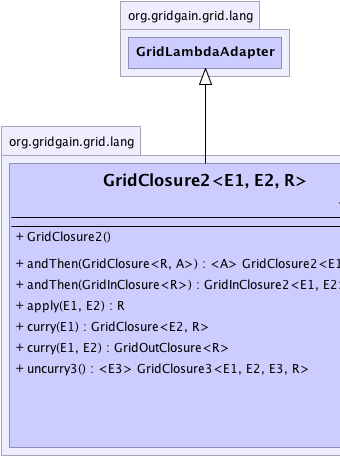 org.gridgain.grid.lang
GridLambdaAdapter
org.gridgain.grid.lang
GridClosure2<E1, E2, R>
+ GridClosure2()
+ andThen(GridClosure<R, A>) : <A> GridClosure2<E1
+ andThen(GridInClosure<R>) : GridInClosure2<E1, E2>
+ apply(E1, E2) : R
+ curry(E1) : GridClosure<E2, R>
+ curry(E1, E2) : GridOutClosure<R>
+ uncurry3() : <E3> GridClosure3<E1, E2, E3, R>